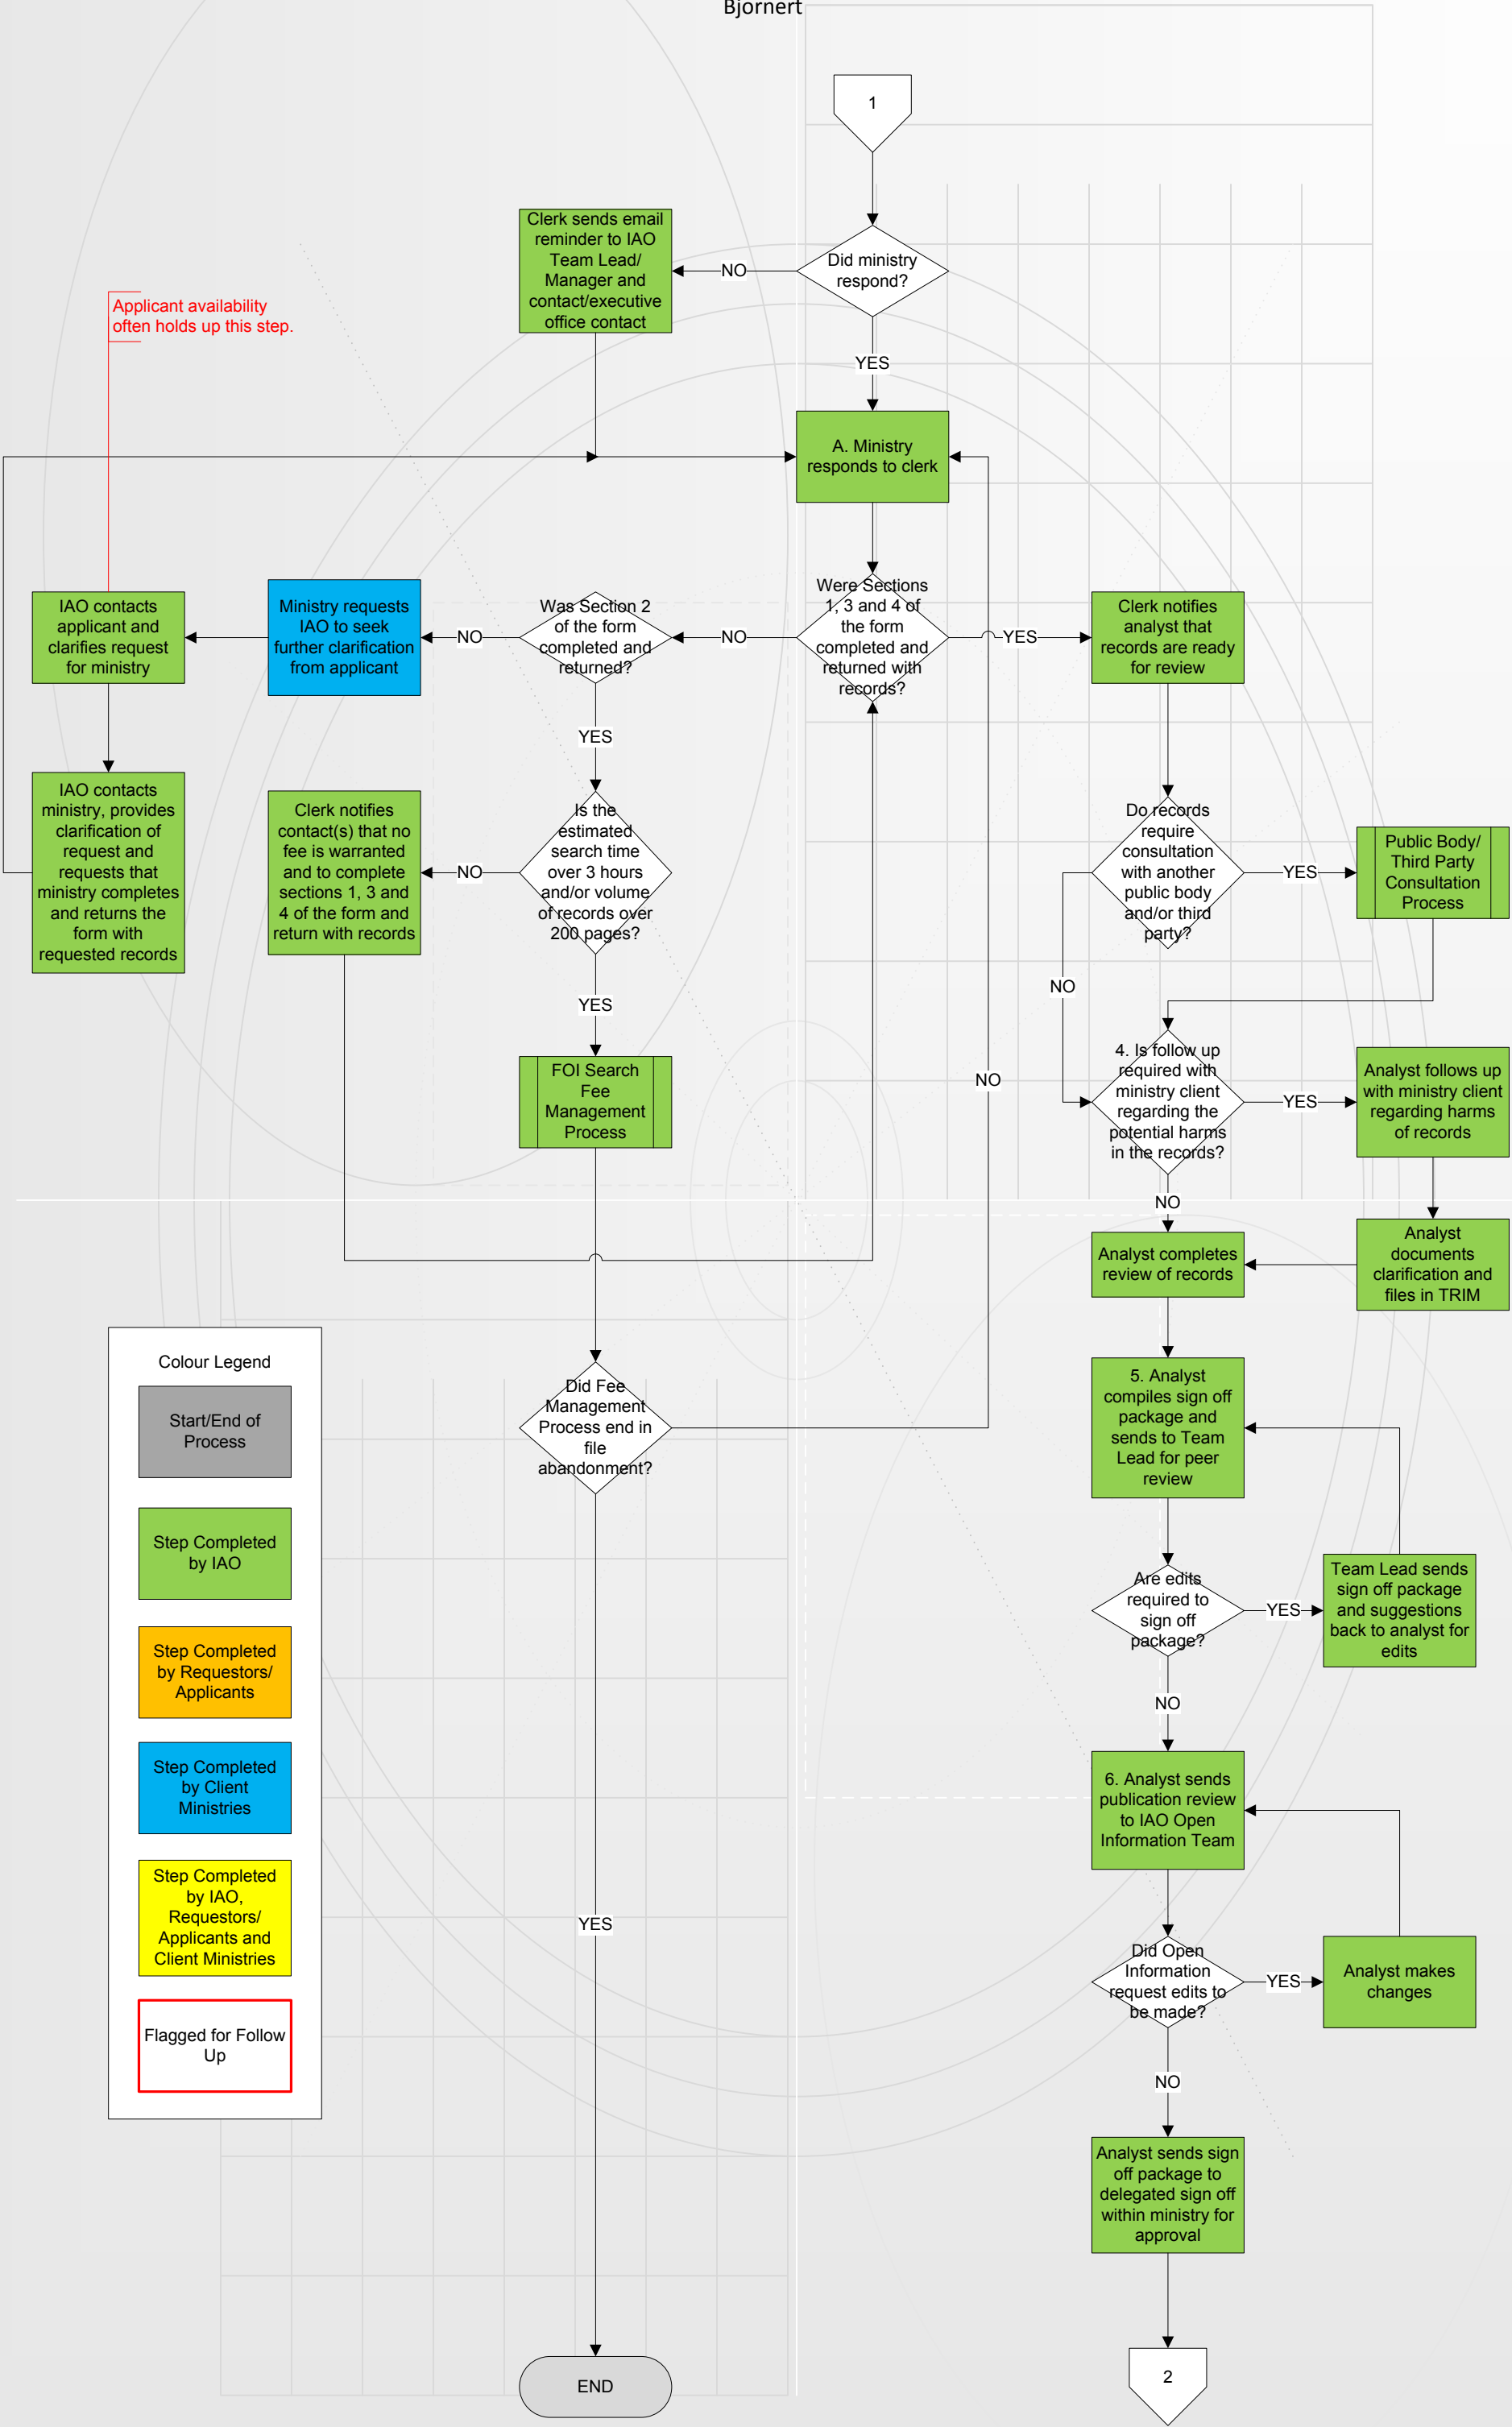 Bjornert
1
Did ministry
respond?
NO
Clerk sends email
reminder to IAO
Team Lead/
Manager and
contact/executive
office contact
YES
Applicant availability
often holds up this step.
A. Ministry
responds to clerk
Were Sections
1, 3 and 4 of
the form
completed and
returned with
records?
NO
Was Section 2
of the form
completed and
returned?
NO
Ministry requests
IAO to seek
further clarification
from applicant
IAO contacts
applicant and
clarifies request
for ministry
IAO contacts
ministry, provides
clarification of
request and
requests that
ministry completes
and returns the
form with
requested records
YES
Is the
estimated
search time
over 3 hours
and/or volume
of records over
200 pages?
NO
Clerk notifies
contact(s) that no
fee is warranted
and to complete
sections 1, 3 and
4 of the form and
return with records
YES
FOI Search
Fee
Management
Process
Did Fee
Management
Process end in
file
abandonment?
NO
YES
END
YES
Clerk notifies
analyst that
records are ready
for review
Do records
require
consultation
with another
public body
and/or third
party?
YES
Public Body/
Third Party
Consultation
Process
NO
4. Is follow up
required with
ministry client
regarding the
potential harms
in the records?
YES
Analyst follows up
with ministry client
regarding harms
of records
Analyst
documents
clarification and
files in TRIM
NO
Analyst completes
review of records
5. Analyst
compiles sign off
package and
sends to Team
Lead for peer
review
Are edits
required to
sign off
package?
YES
Team Lead sends
sign off package
and suggestions
back to analyst for
edits
NO
6. Analyst sends
publication review
to IAO Open
Information Team
Did Open
Information
request edits to
be made?
YES
Analyst makes
changes
NO
Analyst sends sign
off package to
delegated sign off
within ministry for
approval
2
Colour Legend
Start/End of
Process
Step Completed
by IAO
Step Completed
by Requestors/
Applicants
Step Completed
by Client
Ministries
Step Completed
by IAO,
Requestors/
Applicants and
Client Ministries
Flagged for Follow
Up